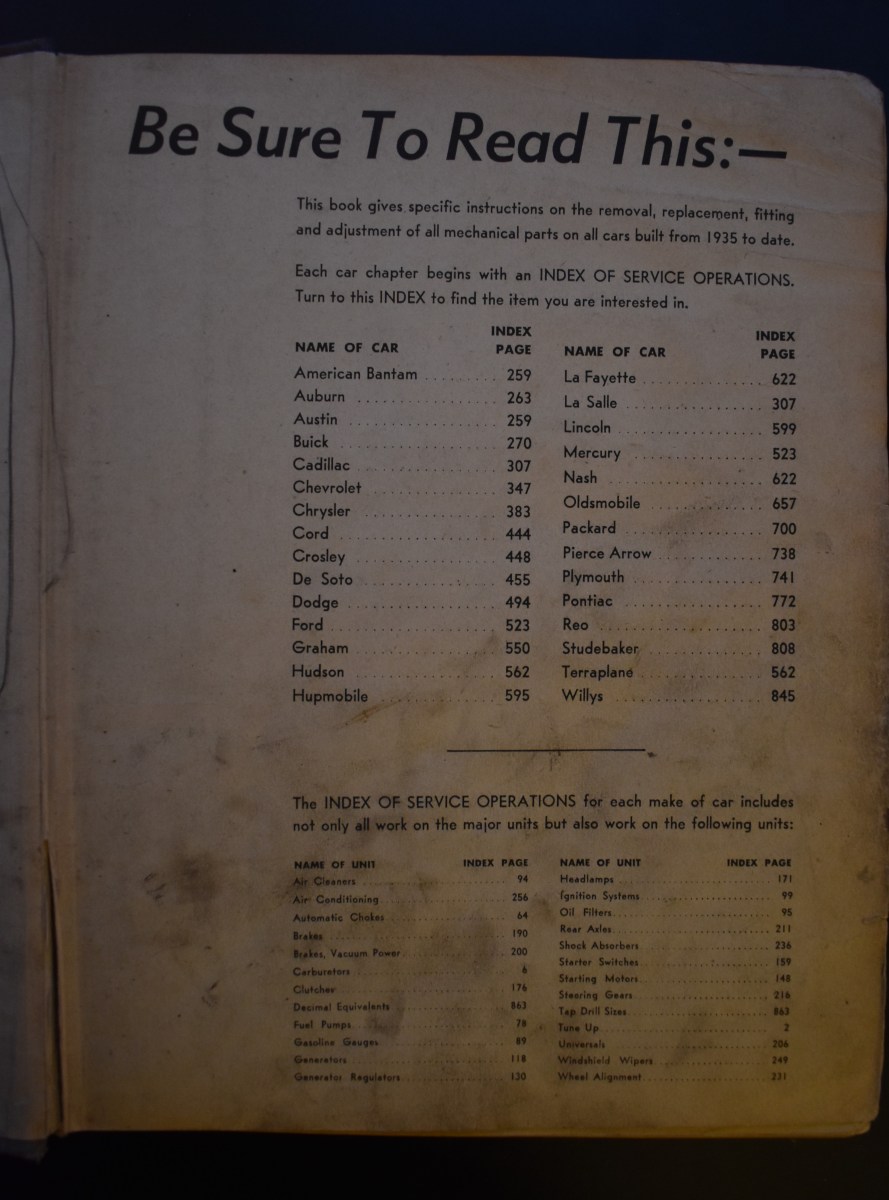 Be Sure To Read This:—
This book gives specific instructions on the removal, replacement, fitting
and adjustment of all mechanical parts on all cars built from 1935 to date.
Each car chapter begins with an INDEX OF SERVICE OPERATIONS.
Turn to this INDEX to find the item you are interested in.
NAME OF CAR INDEX PAGE
American Bantam 259
Auburn 263
Austin 259
Buick 270
Cadillac 307
Chevrolet 347
Chrysler 383
Cord 444
Crosley 448
De Soto 455
Dodge 494
Ford 523
Graham 550
Hudson 562
Hupmobile 595
NAME OF CAR INDEX PAGE
La Fayette 622
La Salle 307
Lincoln 599
Mercury 523
Nash 622
Oldsmobile 657
Packard 700
Pierce Arrow 738
Plymouth 741
Pontiac 772
Reo 803
Studebaker 808
Terraplane 562
Willys 845
The INDEX OF SERVICE OPERATIONS for each make of car includes
not only all work on the major units but also work on the following units:
NAME OF UNIT INDEX PAGE
Air Cleaners 94
Air Conditioning 256
Automatic Chokes 64
Brakes 190
Brakes, Vacuum Power 200
Carburetors 6
Clutches 176
Decimal Equivalents 863
Fuel Pumps 78
Gasoline Gauges 89
Generators 118
Generator Regulators 130
NAME OF UNIT INDEX PAGE
Headlamps 171
Ignition Systems 99
Oil Filters 95
Rear Axles 211
Shock Absorbers 236
Starter Switches 159
Starting Motors 148
Steering Gears 216
Tap Drill Sizes 863
Tune Up 2
Universals 206
Windshield Wipers 249
Wheel Alignment 231